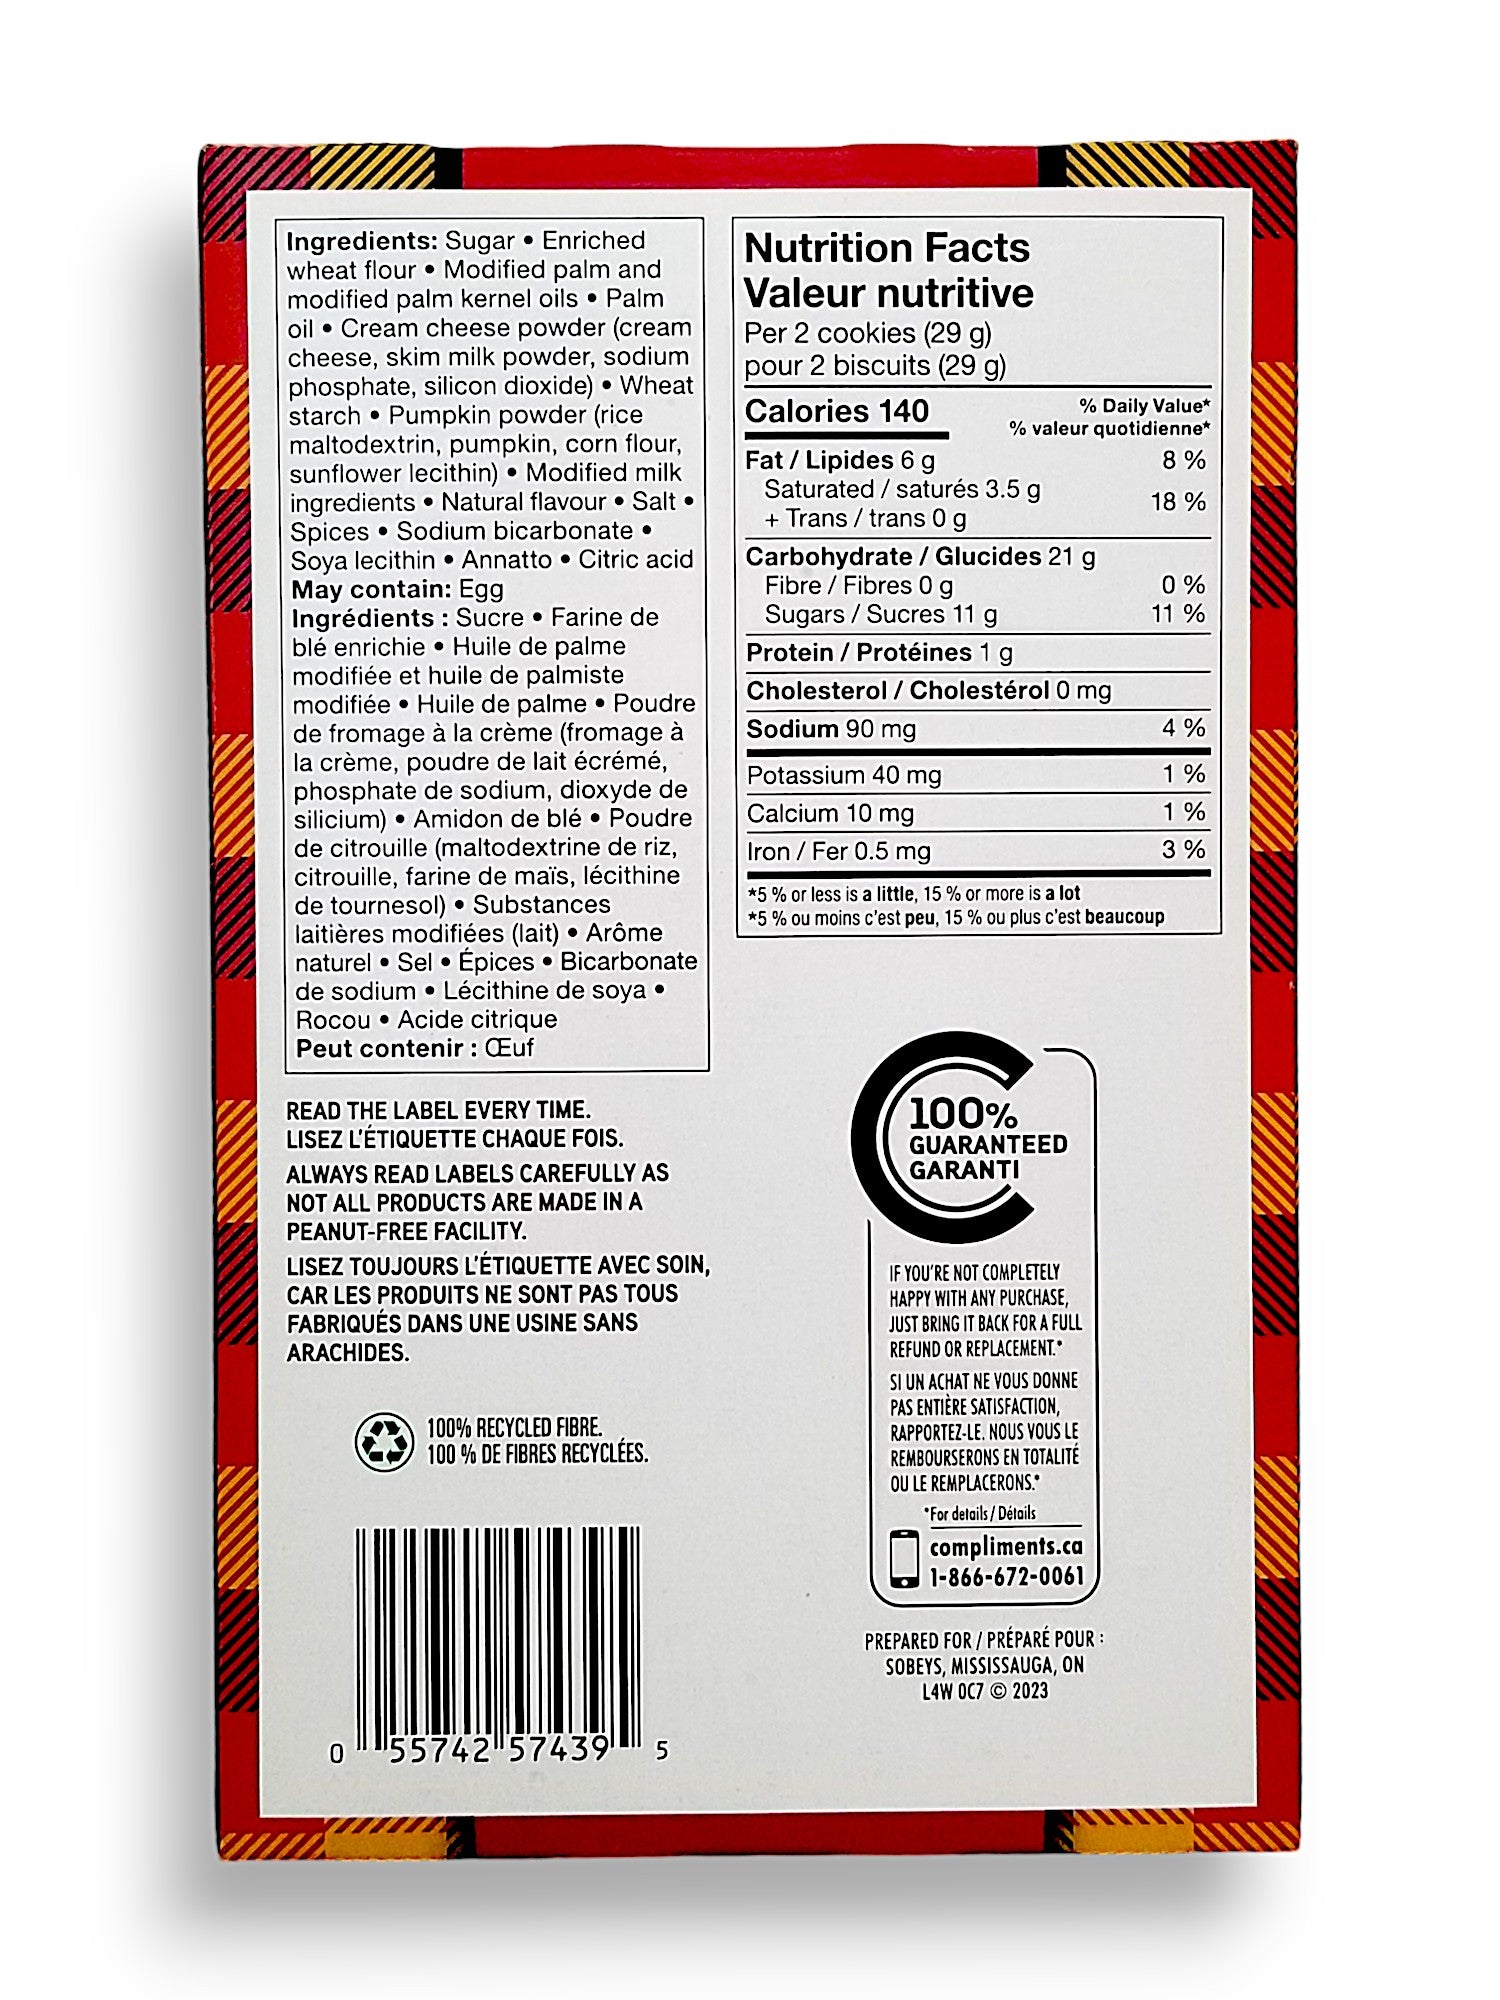 Ingredients: Sugar • Enriched
wheat flour • Modified palm and
modified palm kernel oils • Palm
oil • Cream cheese powder (cream
cheese, skim milk powder, sodium
phosphate, silicon dioxide) • Wheat
starch • Pumpkin powder (rice
maltodextrin, pumpkin, corn flour,
sunflower lecithin) • Modified milk
ingredients • Natural flavour • Salt •
Spices • Sodium bicarbonate •
Soya lecithin • Annatto • Citric acid
May contain: Egg
Ingrédients : Sucre • Farine de
blé enrichie • Huile de palme
modifiée et huile de palmiste
modifiée • Huile de palme • Poudre
de fromage à la crème (fromage à
la crème, poudre de lait écrémé,
phosphate de sodium, dioxyde de
silicium) • Amidon de blé • Poudre
de citrouille (maltodextrine de riz,
citrouille, farine de maïs, lécithine
de tournesol) • Substances
laitières modifiées (lait) • Arôme
naturel • Sel • Épices • Bicarbonate
de sodium • Lécithine de soya •
Rocou • Acide citrique
Peut contenir : Œuf
READ THE LABEL EVERY TIME.
LISEZ L'ÉTIQUETTE CHAQUE FOIS.
ALWAYS READ LABELS CAREFULLY AS
NOT ALL PRODUCTS ARE MADE IN A
PEANUT-FREE FACILITY.
LISEZ TOUJOURS L'ÉTIQUETTE AVEC SOIN,
CAR LES PRODUITS NE SONT PAS TOUS
FABRIQUÉS DANS UNE USINE SANS
ARACHIDES.
100% RECYCLED FIBRE.
100 % DE FIBRES RECYCLÉES.
0 55742 57439 5
Nutrition Facts
Valeur nutritive
Per 2 cookies (29 g)
pour 2 biscuits (29 g)
Calories 140 % Daily Value*
% valeur quotidienne*
Fat / Lipides 6 g 8 %
Saturated / saturés 3.5 g
+ Trans / trans 0 g 18 %
Carbohydrate / Glucides 21 g
Fibre / Fibres 0 g 0 %
Sugars / Sucres 11 g 11 %
Protein / Protéines 1 g
Cholesterol / Cholestérol 0 mg
Sodium 90 mg 4 %
Potassium 40 mg 1 %
Calcium 10 mg 1 %
Iron / Fer 0.5 mg 3 %
*5 % or less is a little, 15 % or more is a lot
*5 % ou moins c'est peu, 15 % ou plus c'est beaucoup
100%
GUARANTEED
GARANTI
IF YOU'RE NOT COMPLETELY
HAPPY WITH ANY PURCHASE,
JUST BRING IT BACK FOR A FULL
REFUND OR REPLACEMENT.*
SI UN ACHAT NE VOUS DONNE
PAS ENTIÈRE SATISFACTION,
RAPPORTEZ-LE. NOUS VOUS LE
REMBOURSERONS EN TOTALITÉ
OU LE REMPLACERONS.*
*For details / Détails
compliments.ca
1-866-672-0061
PREPARED FOR / PRÉPARÉ POUR :
SOBEYS, MISSISSAUGA, ON
L4W 0C7 © 2023